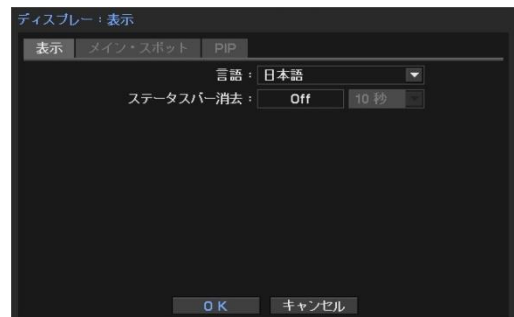 ディスプレー：表示
表示 メイン・スポット PIP
言語： 日本語
ステータスバー消去： Off 10 秒
OK キャンセル